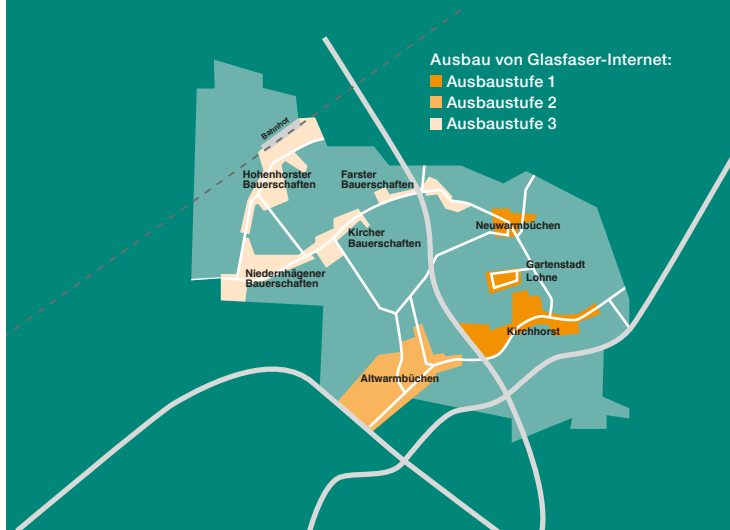 Ausbau von Glasfaser-Internet:
Ausbaustufe 1
Ausbaustufe 2
Ausbaustufe 3
Bahnhof
Hohenhorster
Bauerschaften
Farster
Bauerschaften
Kircher
Bauerschaften
Neuwarmbüchen
Gartenstadt
Lohne
Niedernhägener
Bauerschaften
Kirchhorst
Altwarmbüchen